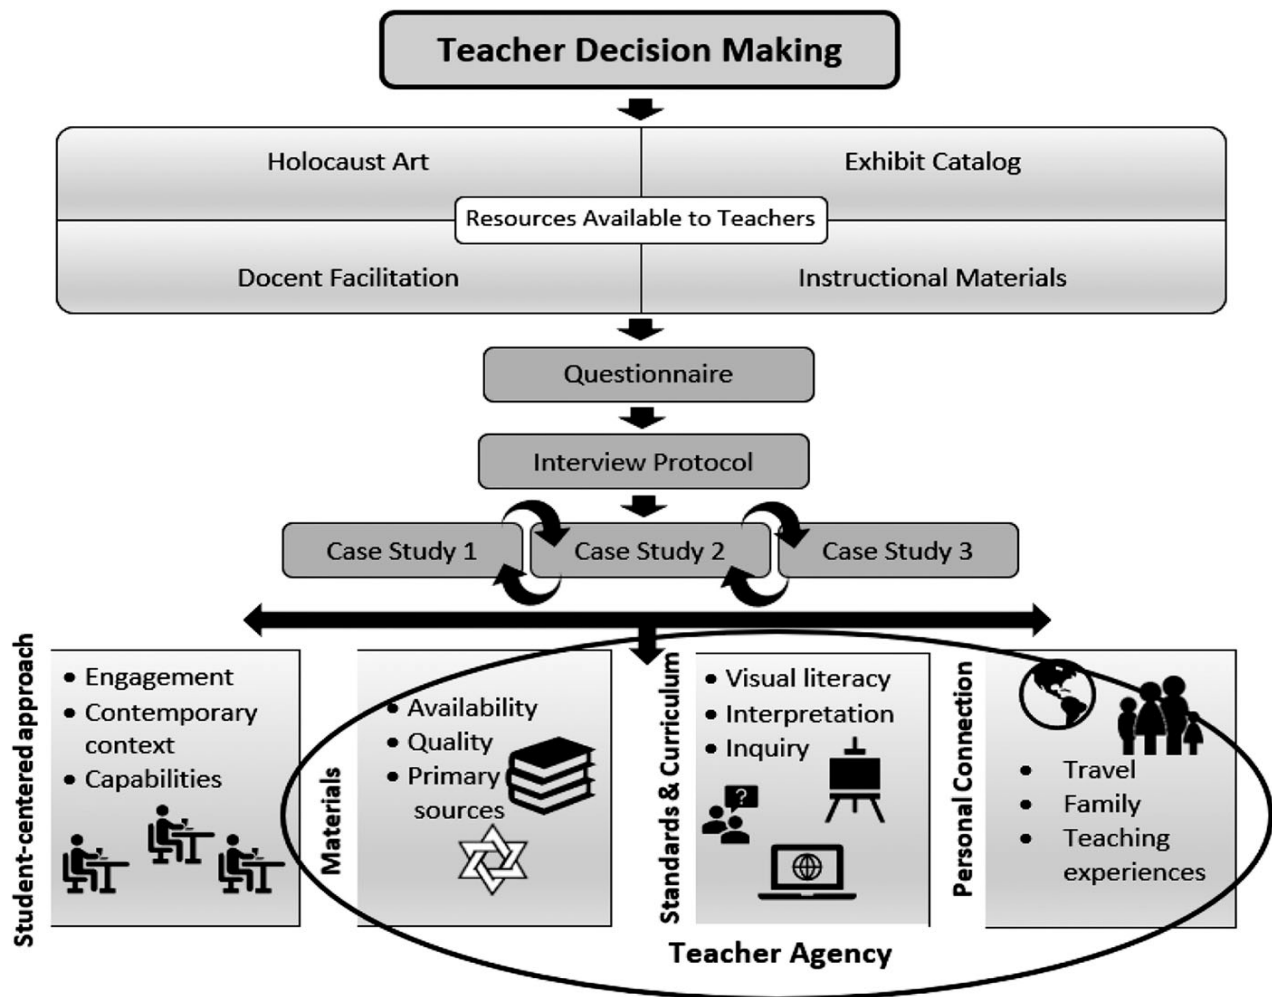 Teacher Decision Making
Holocaust Art
Exhibit Catalog
Resources Available to Teachers
Docent Facilitation
Instructional Materials
Questionnaire
Interview Protocol
Case Study 1
Case Study 2
Case Study 3
Student-centered approach
• Engagement
• Contemporary
context
• Capabilities
Materials
• Availability
• Quality
• Primary
sources
Standards & Curriculum
• Visual literacy
• Interpretation
• Inquiry
?
Personal Connection
• Travel
• Family
• Teaching
experiences
Teacher Agency